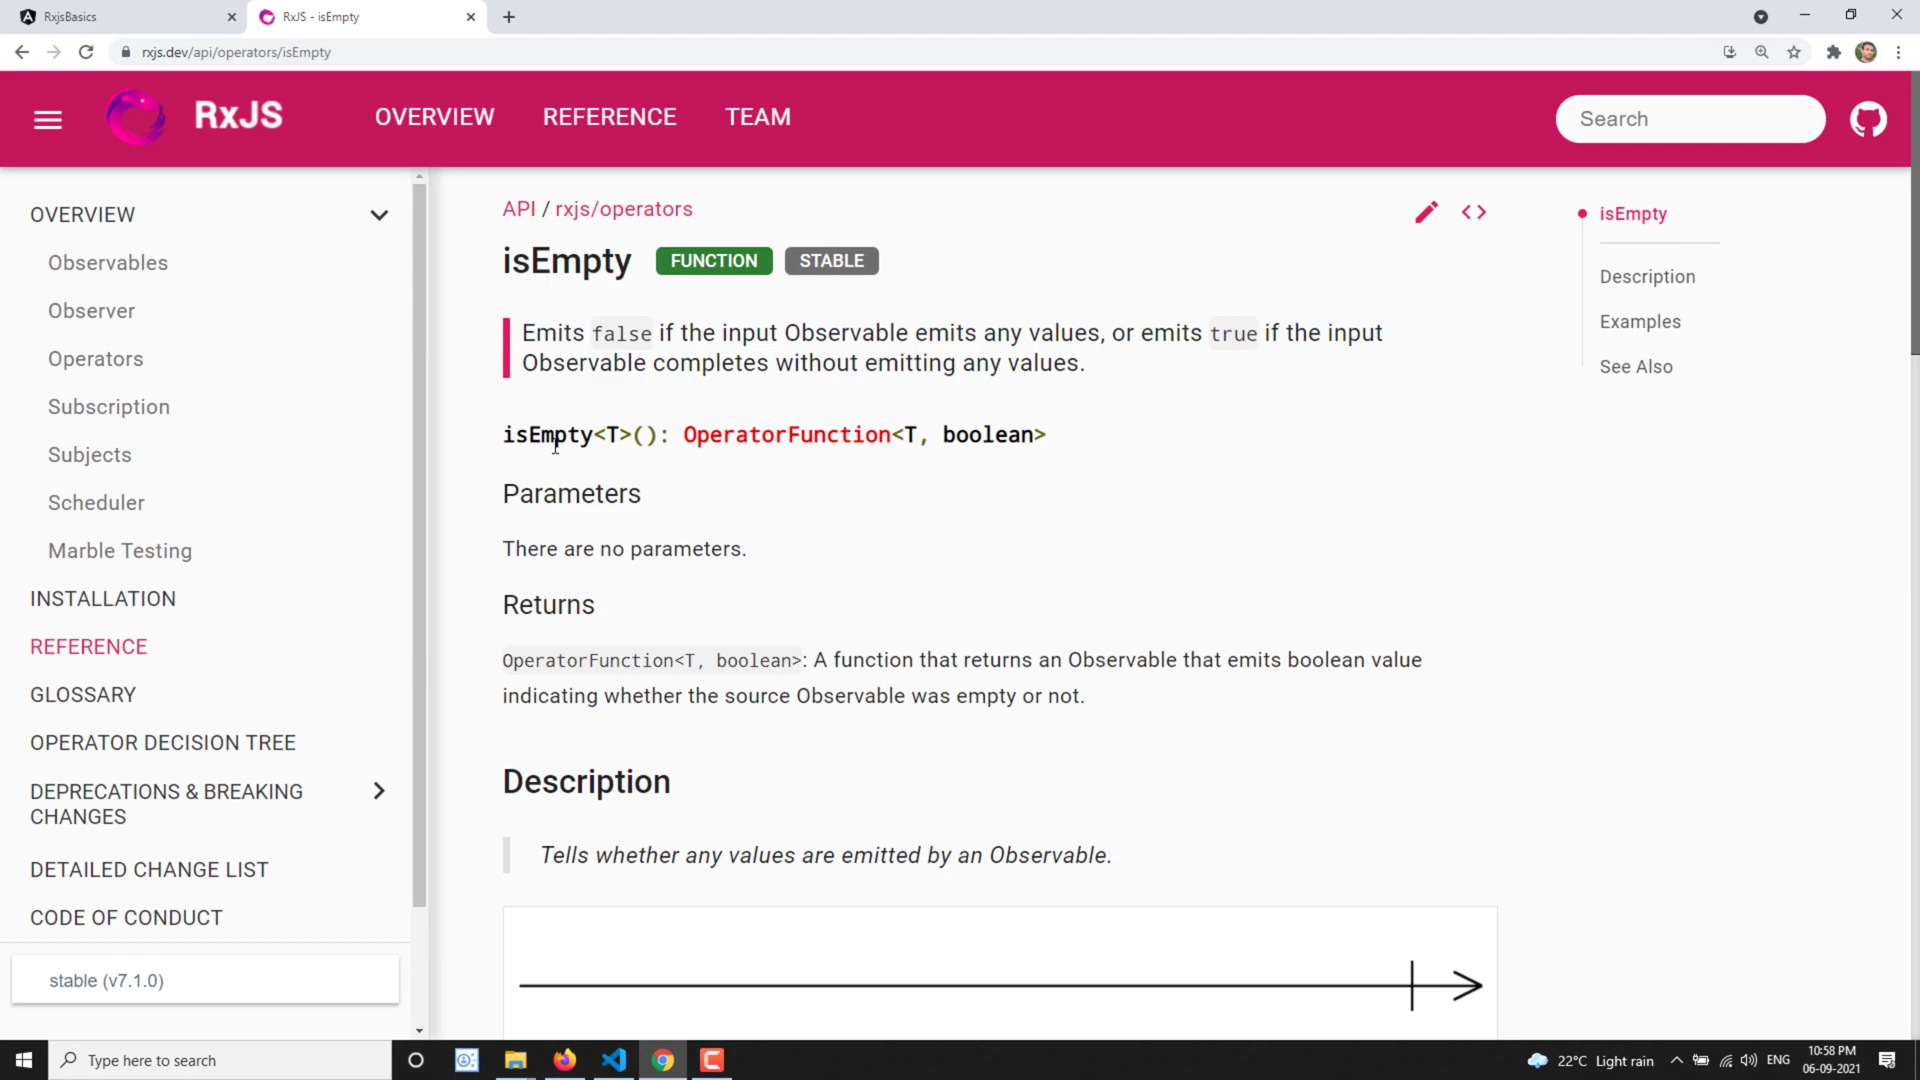 RxjsBasics
RxJS - isEmpty
rxjs.dev/api/operators/isEmpty
RxJS
OVERVIEW
REFERENCE
TEAM
Search
OVERVIEW
Observables
Observer
Operators
Subscription
Subjects
Scheduler
Marble Testing
INSTALLATION
REFERENCE
GLOSSARY
OPERATOR DECISION TREE
DEPRECATIONS & BREAKING
CHANGES
DETAILED CHANGE LIST
CODE OF CONDUCT
stable (v7.1.0)
API / rxjs/operators
isEmpty FUNCTION STABLE
Emits false if the input Observable emits any values, or emits true if the input
Observable completes without emitting any values.
isEmpty<T>(): OperatorFunction<T, boolean>
Parameters
There are no parameters.
Returns
OperatorFunction<T, boolean>: A function that returns an Observable that emits boolean value
indicating whether the source Observable was empty or not.
Description
Tells whether any values are emitted by an Observable.
isEmpty
Description
Examples
See Also
Type here to search
22°C Light rain
ENG
10:58 PM
06-09-2021